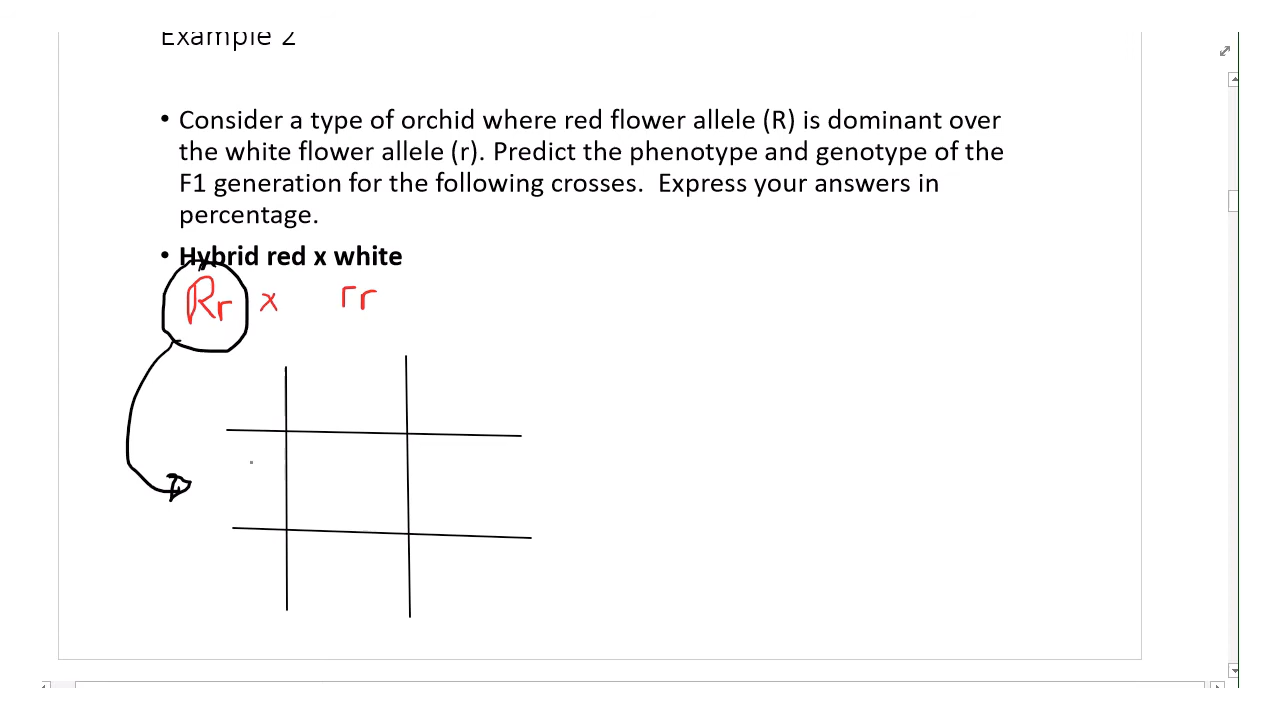 Example 2
• Consider a type of orchid where red flower allele (R) is dominant over
the white flower allele (r). Predict the phenotype and genotype of the
F1 generation for the following crosses.  Express your answers in
percentage.
• Hybrid red x white
Rr x rr